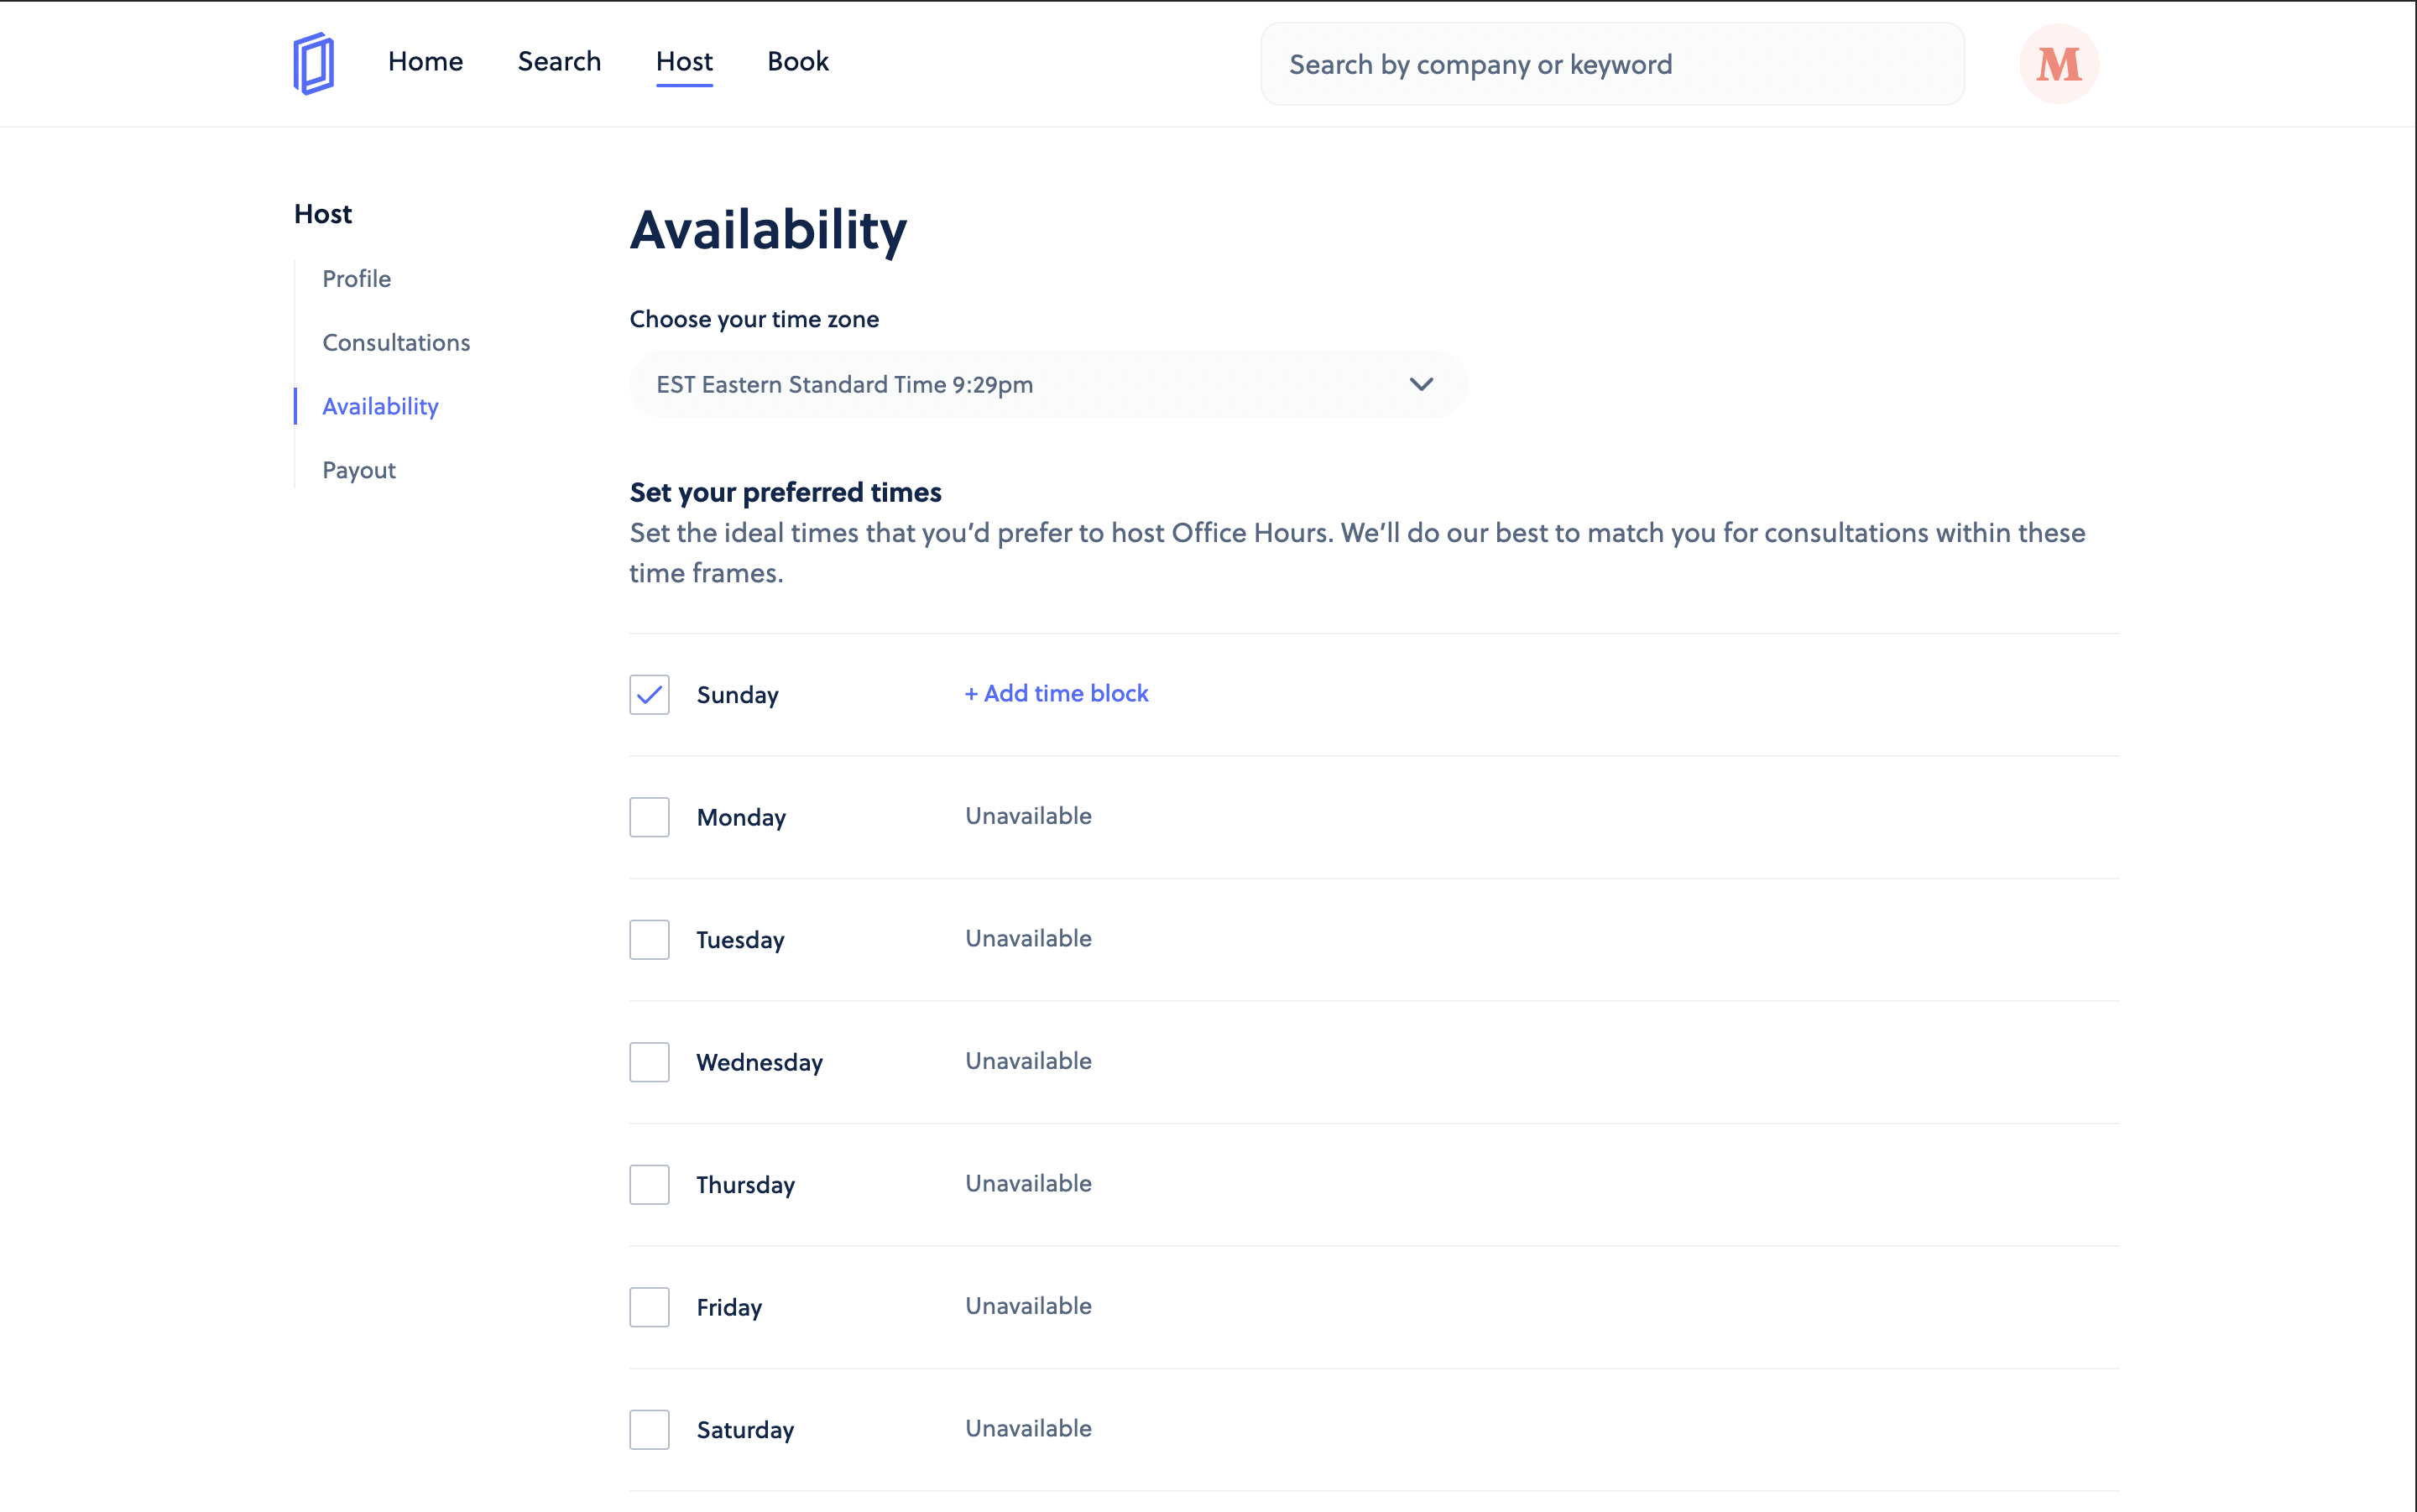 Home Search Host Book
Search by company or keyword
M
Host
Profile
Consultations
Availability
Payout
Availability
Choose your time zone
EST Eastern Standard Time 9:29pm
Set your preferred times
Set the ideal times that you’d prefer to host Office Hours. We’ll do our best to match you for consultations within these
time frames.
Sunday + Add time block
Monday Unavailable
Tuesday Unavailable
Wednesday Unavailable
Thursday Unavailable
Friday Unavailable
Saturday Unavailable